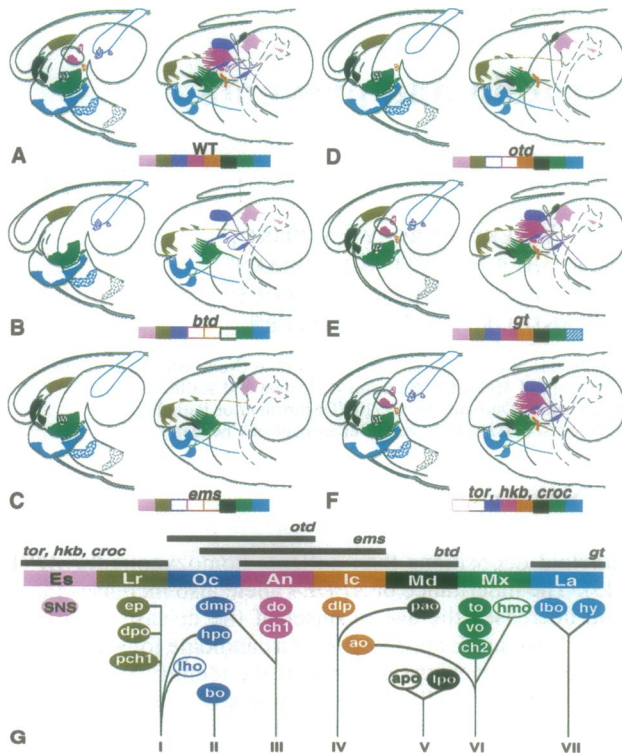 A
WT
D
otd
B
btd
E
gt
C
ems
F
tor, hkb, croc
otd
tor, hkb, croc
ems
btd
gt
Es Lr Oc An Ic Md Mx La
SNS ep dmp do dlp pao to hmo lbo hy
dpo hpo ch1 ao vo
pch1 lho bo apo lpo ch2
G I II III IV V VI VII